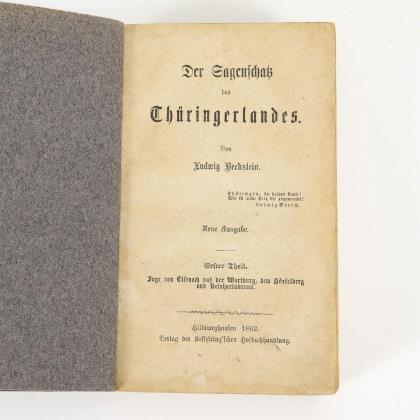 Der Sagenschatz
des
Thüringerlandes.
Von
Ludwig Bechstein.
Thüringen, du holdes Land!
Wie ist mein Herz dir zugewandt!
Ludwig Storch.
Neue Ausgabe.
Erster Theil.
Sage von Eisenach und der Wartburg, dem Hörselberg
und Reinhardsbrunn.
Hildburghausen 1862.
Verlag der Kesselring'schen Hofbuchhandlung.